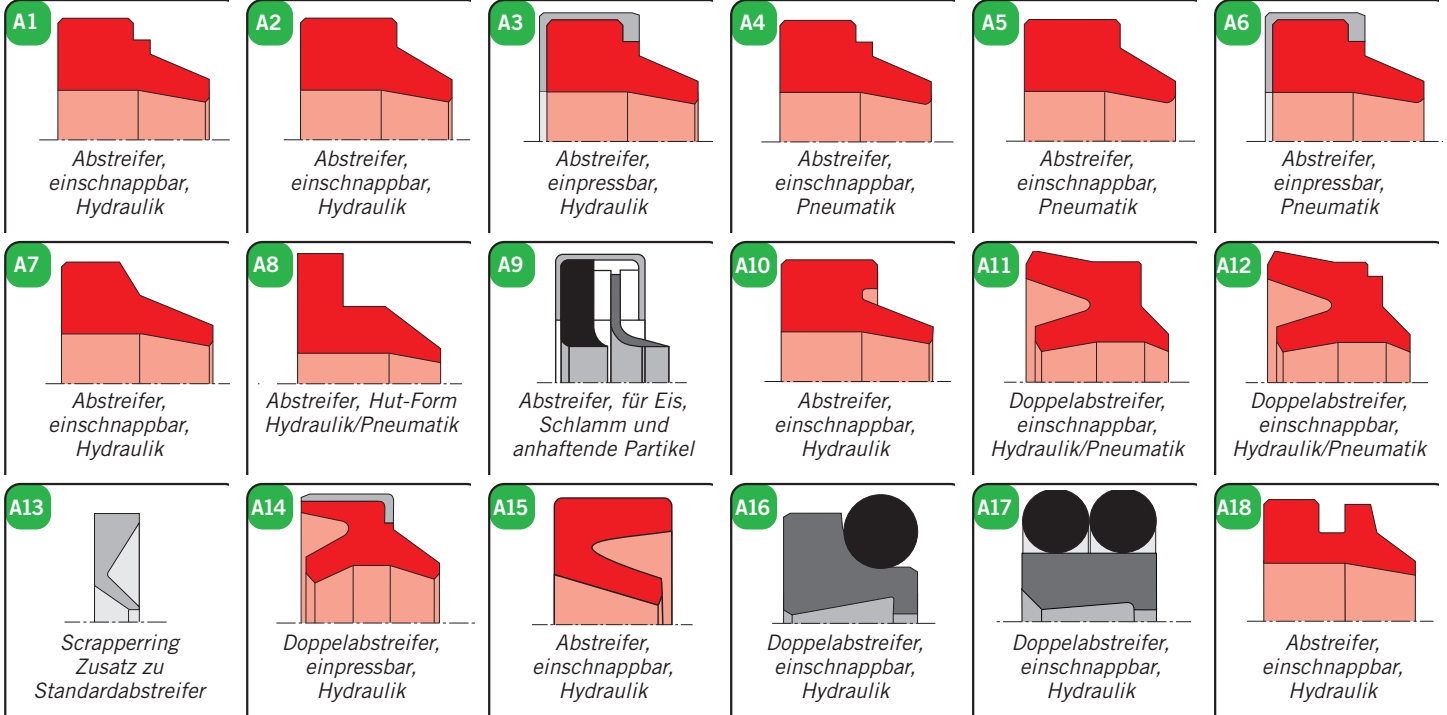 A1
Abstreifer,
einschnappbar,
Hydraulik
A2
Abstreifer,
einschnappbar,
Hydraulik
A3
Abstreifer,
einpressbar,
Hydraulik
A4
Abstreifer,
einschnappbar,
Pneumatik
A5
Abstreifer,
einschnappbar,
Pneumatik
A6
Abstreifer,
einpressbar,
Pneumatik
A7
Abstreifer,
einschnappbar,
Hydraulik
A8
Abstreifer, Hut-Form
Hydraulik/Pneumatik
A9
Abstreifer, für Eis,
Schlamm und
anhaftende Partikel
A10
Abstreifer,
einschnappbar,
Hydraulik
A11
Doppelabstreifer,
einschnappbar,
Hydraulik/Pneumatik
A12
Doppelabstreifer,
einschnappbar,
Hydraulik/Pneumatik
A13
Scrapperring
Zusatz zu
Standardabstreifer
A14
Doppelabstreifer,
einpressbar,
Hydraulik
A15
Abstreifer,
einschnappbar,
Hydraulik
A16
Doppelabstreifer,
einschnappbar,
Hydraulik
A17
Doppelabstreifer,
einschnappbar,
Hydraulik
A18
Abstreifer,
einschnappbar,
Hydraulik